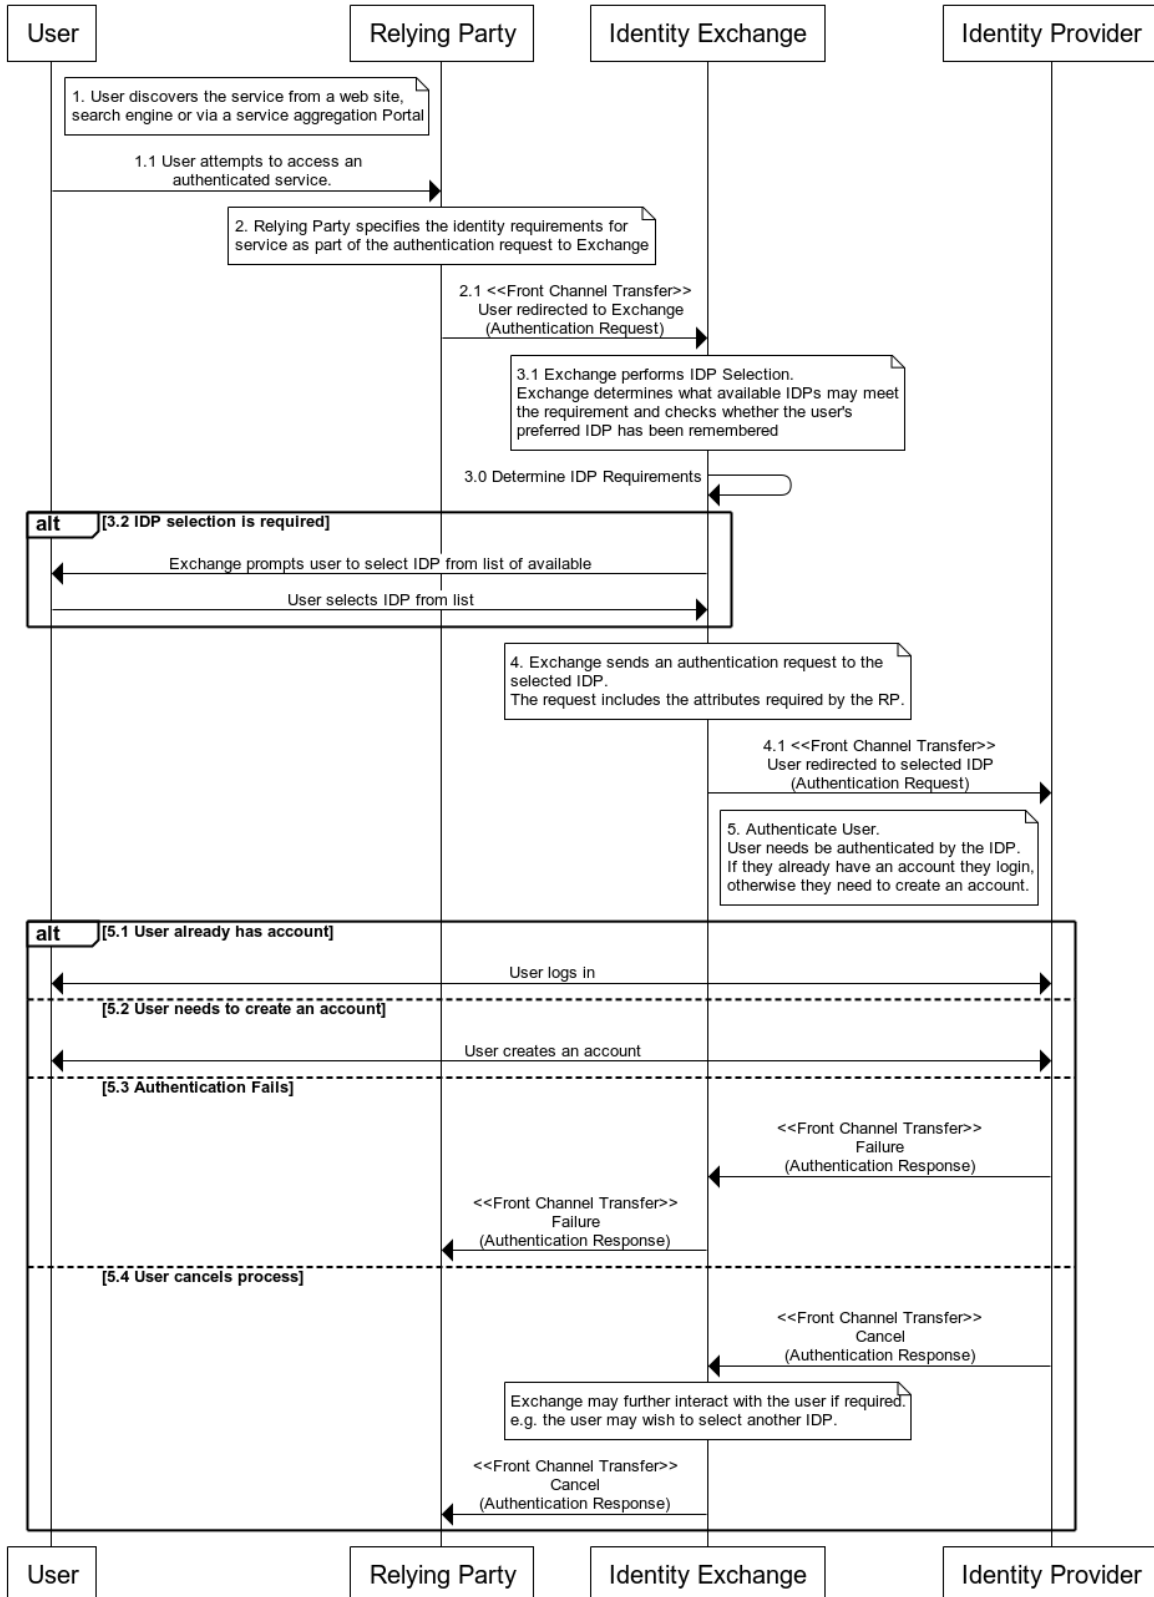 User
Relying Party
Identity Exchange
Identity Provider
1. User discovers the service from a web site,
search engine or via a service aggregation Portal
1.1 User attempts to access an
authenticated service.
2. Relying Party specifies the identity requirements for
service as part of the authentication request to Exchange
2.1 <<Front Channel Transfer>>
User redirected to Exchange
(Authentication Request)
3.1 Exchange performs IDP Selection.
Exchange determines what available IDPs may meet
the requirement and checks whether the user's
preferred IDP has been remembered
3.0 Determine IDP Requirements
alt
[3.2 IDP selection is required]
Exchange prompts user to select IDP from list of available
User selects IDP from list
4. Exchange sends an authentication request to the
selected IDP.
The request includes the attributes required by the RP.
4.1 <<Front Channel Transfer>>
User redirected to selected IDP
(Authentication Request)
5. Authenticate User.
User needs be authenticated by the IDP.
If they already have an account they login,
otherwise they need to create an account.
alt
[5.1 User already has account]
User logs in
[5.2 User needs to create an account]
User creates an account
[5.3 Authentication Fails]
<<Front Channel Transfer>>
Failure
(Authentication Response)
<<Front Channel Transfer>>
Failure
(Authentication Response)
[5.4 User cancels process]
<<Front Channel Transfer>>
Cancel
(Authentication Response)
Exchange may further interact with the user if required.
e.g. the user may wish to select another IDP.
<<Front Channel Transfer>>
Cancel
(Authentication Response)
User
Relying Party
Identity Exchange
Identity Provider